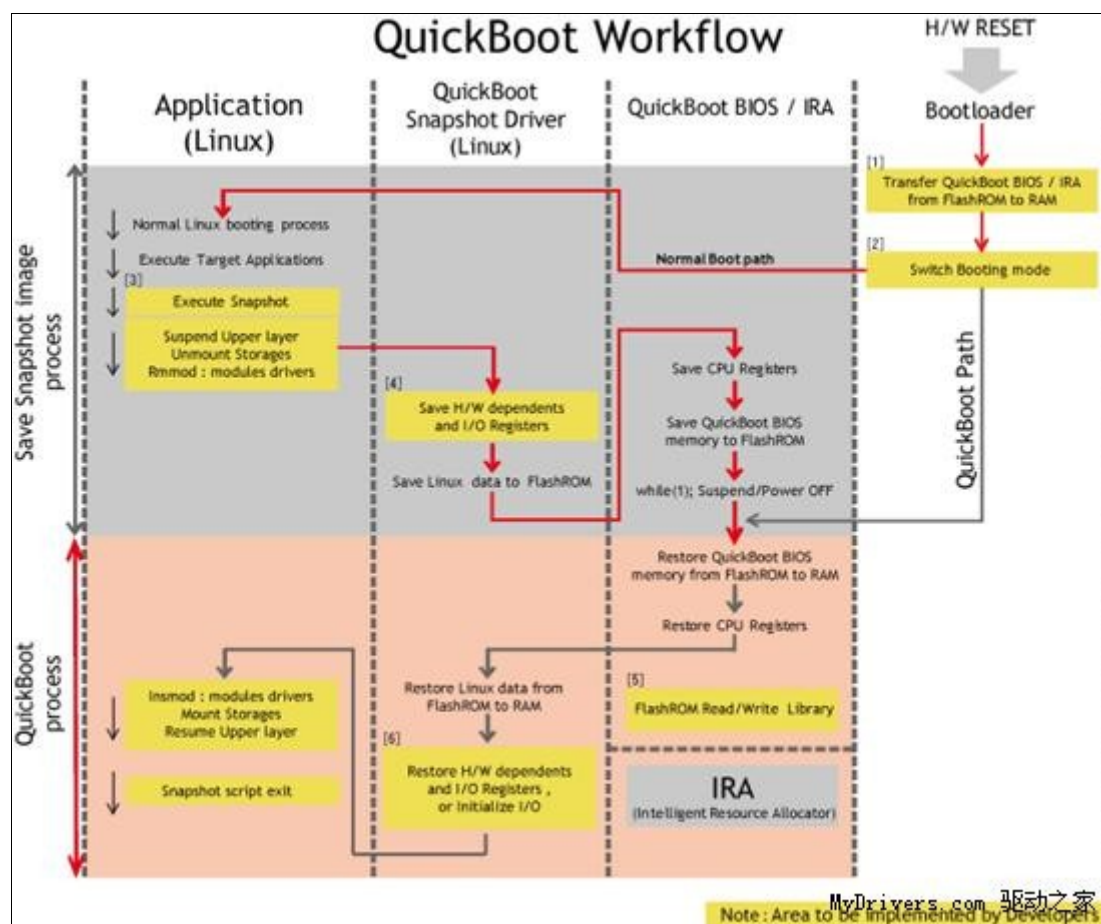 QuickBoot Workflow
H/W RESET
Bootloader
Application
(Linux)
QuickBoot
Snapshot Driver
(Linux)
QuickBoot BIOS / IRA
[1]
Transfer QuickBoot BIOS / IRA
from FlashROM to RAM
[2]
Switch Booting mode
Normal Boot path
QuickBoot Path
Save Snapshot image
process
Normal Linux booting process
Execute Target Applications
[3]
Execute Snapshot
Suspend Upper layer
Unmount Storages
Rmmod : modules drivers
[4]
Save H/W dependents
and I/O Registers
Save Linux data to FlashROM
Save CPU Registers
Save QuickBoot BIOS
memory to FlashROM
while(1); Suspend/Power OFF
QuickBoot
process
Restore QuickBoot BIOS
memory from FlashROM to RAM
Restore CPU Registers
Restore Linux data from
FlashROM to RAM
[5]
FlashROM Read/Write Library
[6]
Restore H/W dependents
and I/O Registers ,
or Initialize I/O
Insmod : modules drivers
Mount Storages
Resume Upper layer
Snapshot script exit
IRA
(Intelligent Resource Allocator)
MyDrivers.com 驱动之家
Note : Area to be implemented by Developers